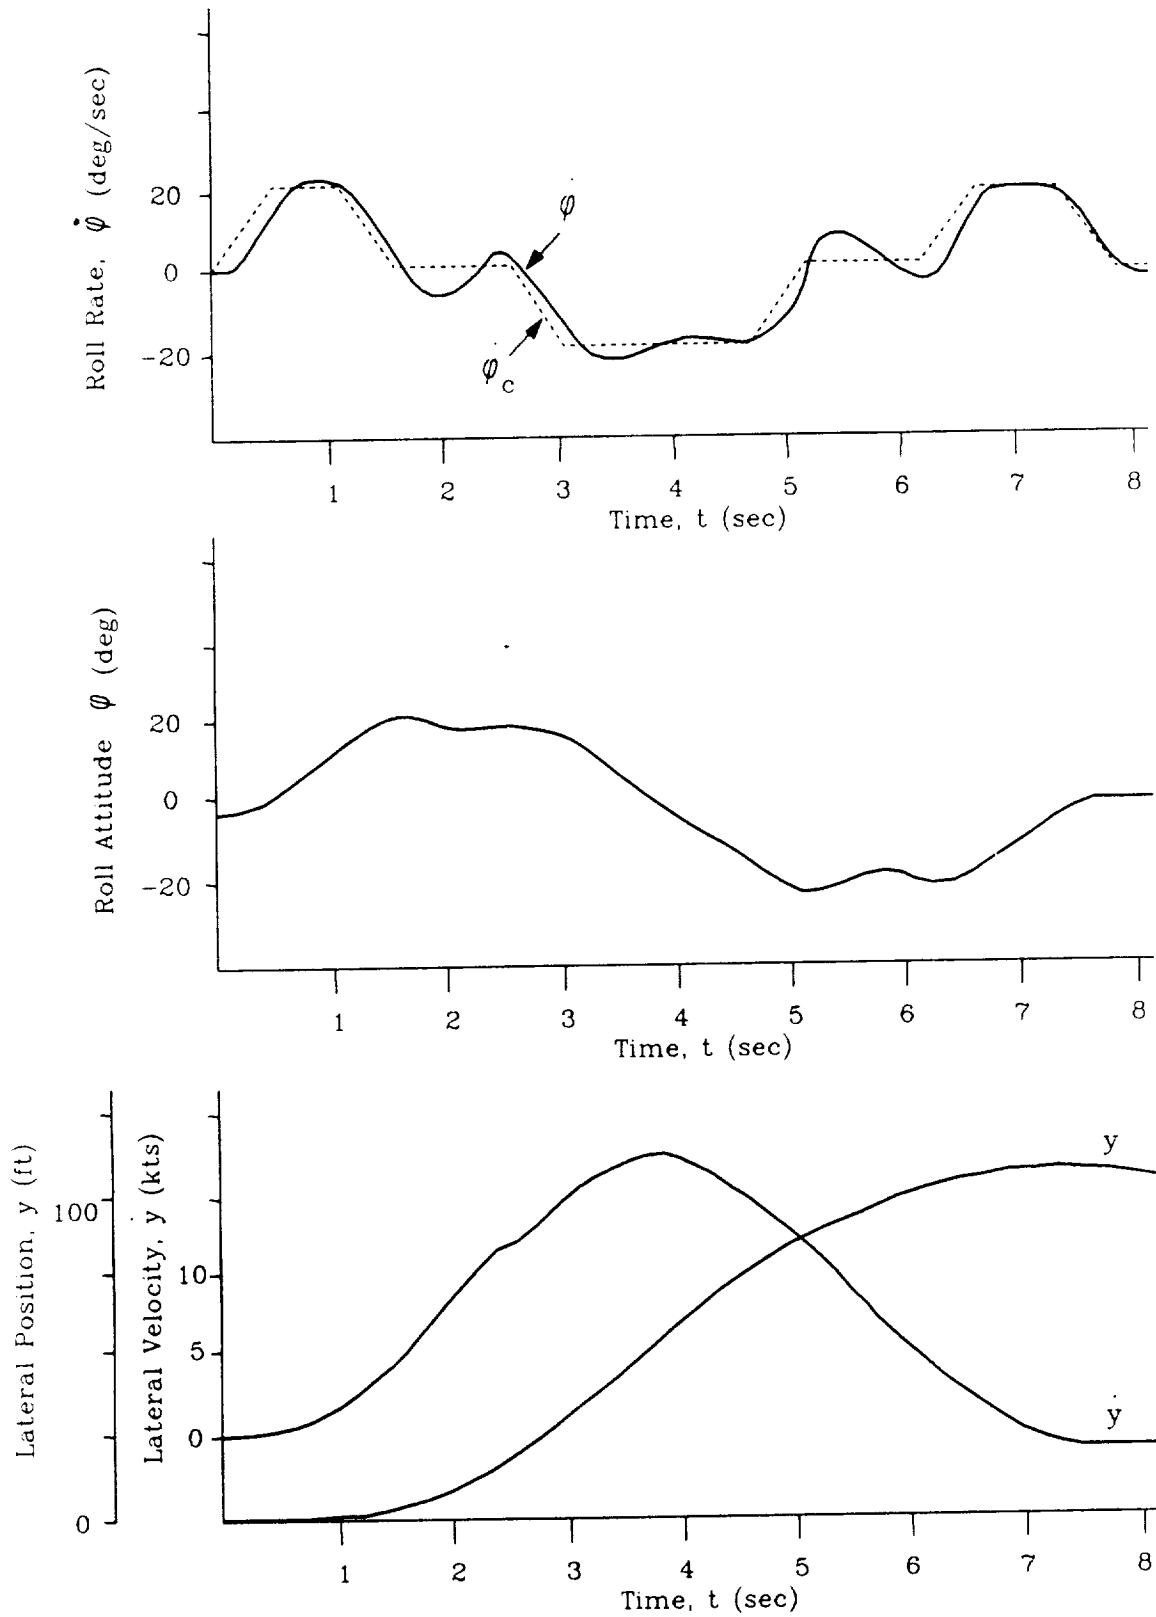 Roll Rate, φ̇ (deg/sec)
20
0
-20
φ̇
φ̇c
1 2 3 4 5 6 7 8
Time, t (sec)
Roll Attitude φ (deg)
20
0
-20
1 2 3 4 5 6 7 8
Time, t (sec)
Lateral Position, y (ft)
100
0
Lateral Velocity, y (kts)
10
5
0
y
ẏ
1 2 3 4 5 6 7 8
Time, t (sec)